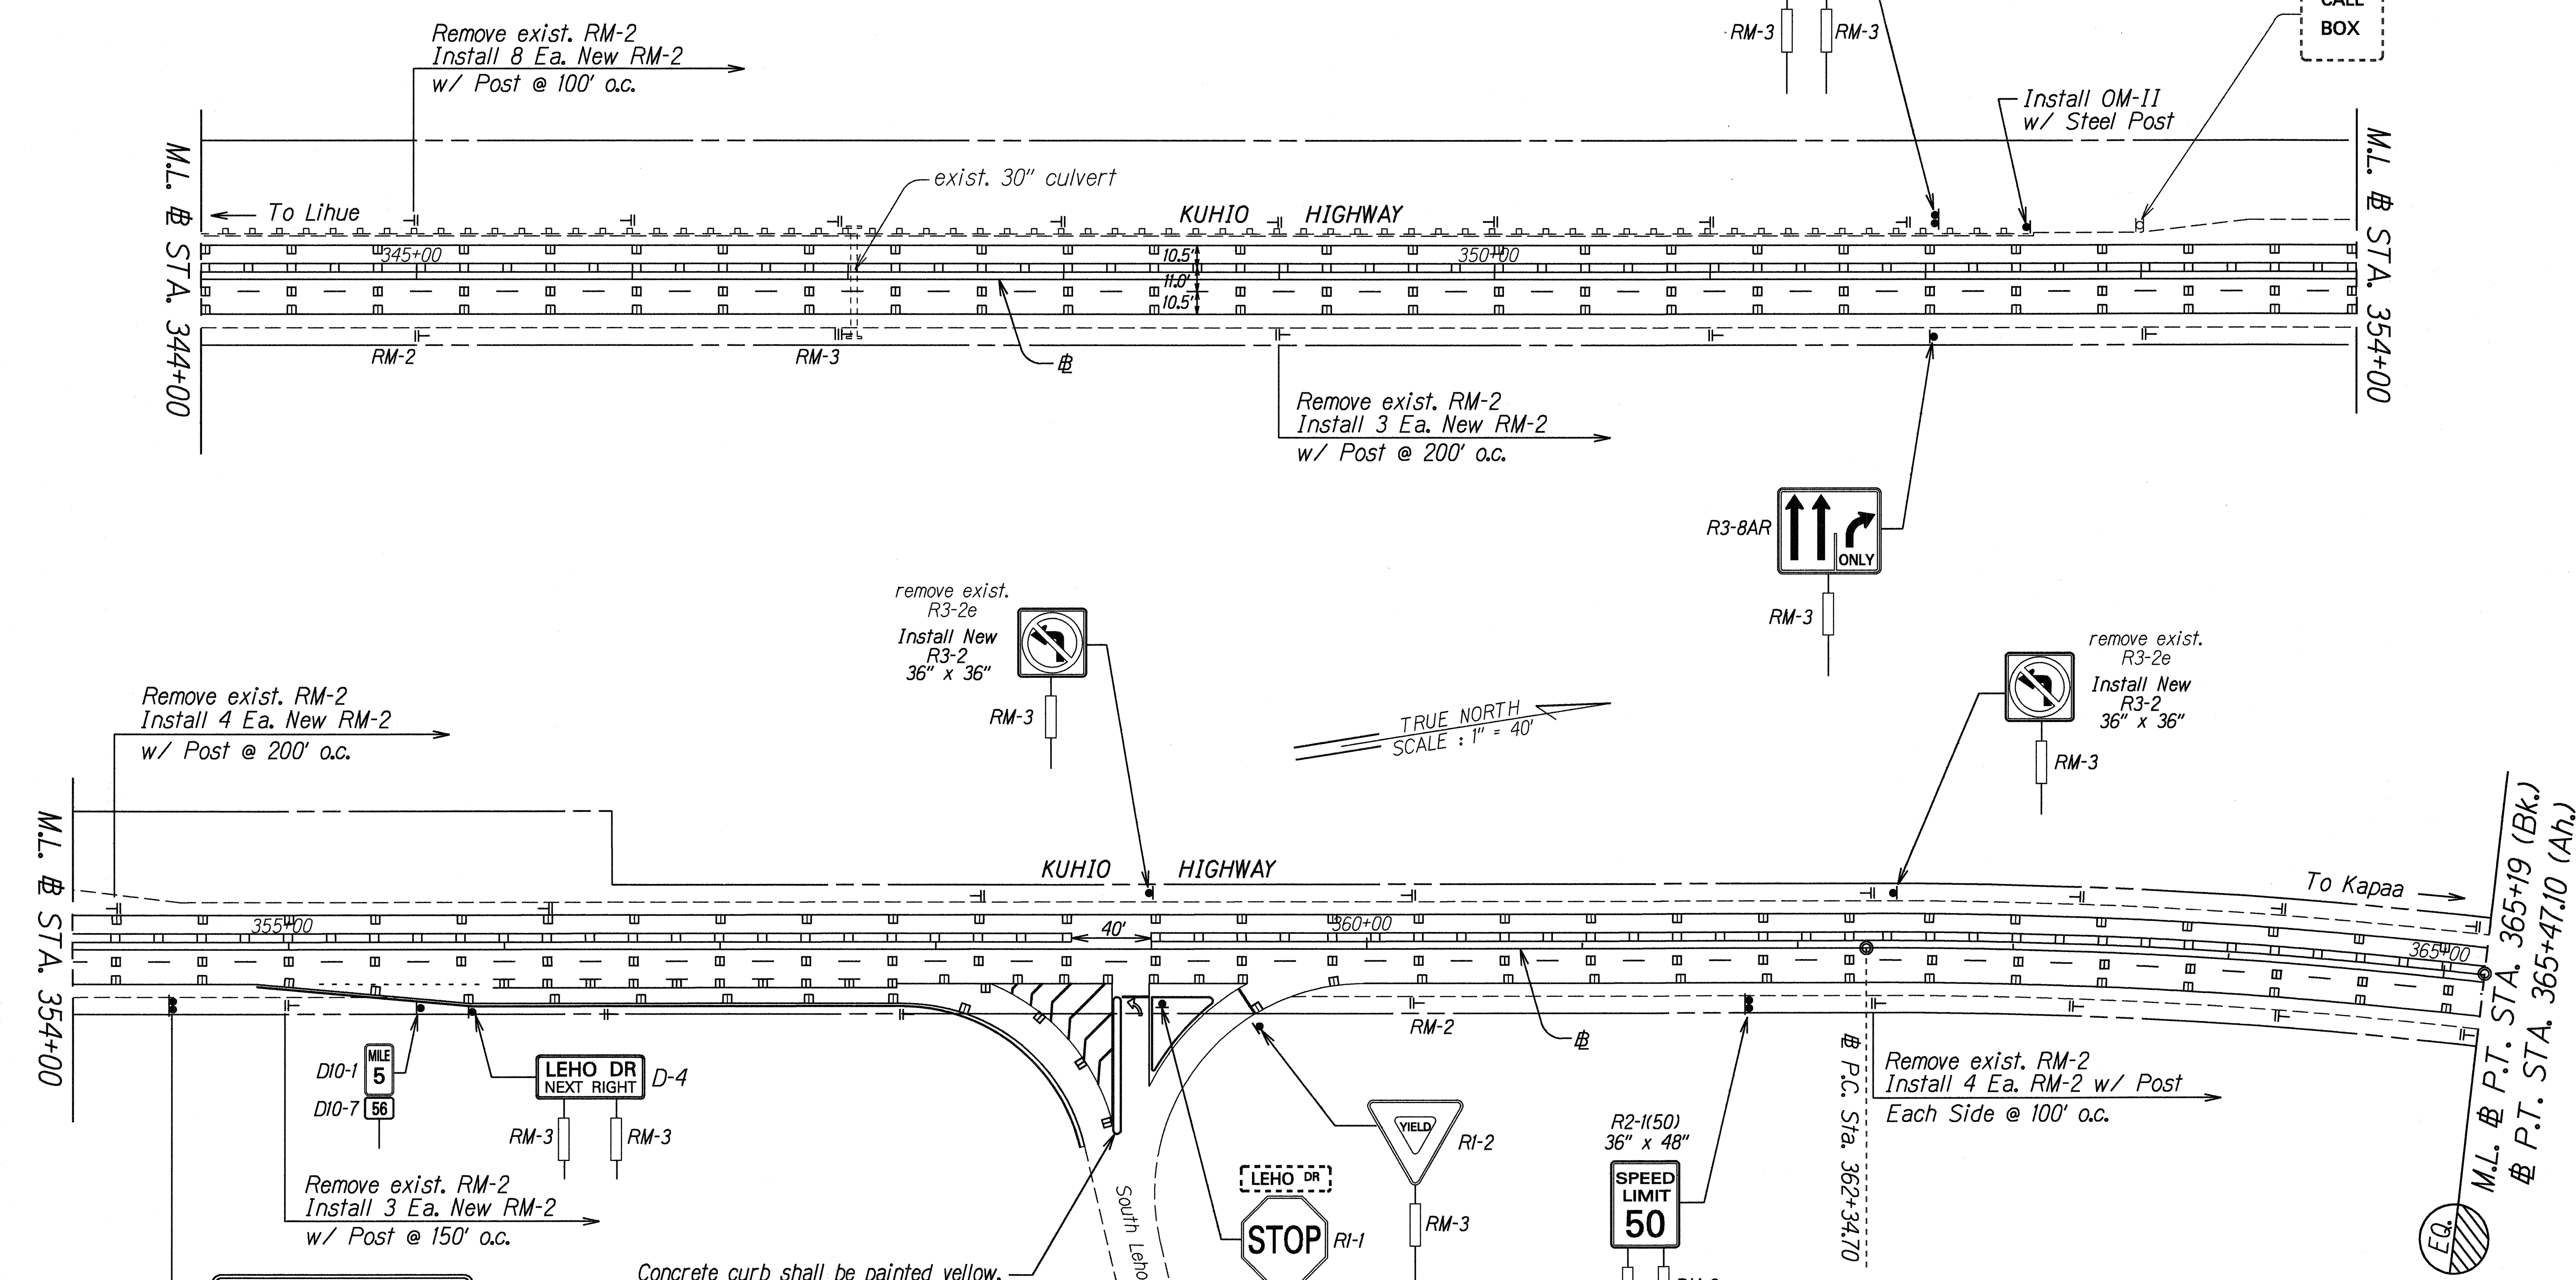 Remove exist. RM-2
Install 8 Ea. New RM-2
w/ Post @ 100' o.c.
RM-3
RM-3
BOX
Install OM-II
w/ Steel Post
exist. 30" culvert
M.L. BL STA. 344+00
To Lihue
KUHIO HIGHWAY
M.L. BL STA. 354+00
345+00
350+00
10.5'
11.0'
10.5'
RM-2
RM-3
BL
Remove exist. RM-2
Install 3 Ea. New RM-2
w/ Post @ 200' o.c.
R3-8AR
ONLY
RM-3
remove exist.
R3-2e
Install New
R3-2
36" x 36"
RM-3
TRUE NORTH
SCALE : 1" = 40'
remove exist.
R3-2e
Install New
R3-2
36" x 36"
RM-3
Remove exist. RM-2
Install 4 Ea. New RM-2
w/ Post @ 200' o.c.
M.L. BL STA. 354+00
KUHIO HIGHWAY
To Kapaa
355+00
40'
360+00
365+00
M.L. BL P.T. STA. 365+19 (Bk.)
BL P.T. STA. 365+47.10 (Ah.)
EQ.
RM-2
BL
BL P.C. Sta. 362+34.70
D10-1
MILE
5
D10-7
56
LEHO DR
NEXT RIGHT
D-4
RM-3
RM-3
Remove exist. RM-2
Install 3 Ea. New RM-2
w/ Post @ 150' o.c.
Concrete curb shall be painted yellow.
South Leho
LEHO DR
STOP
R1-1
YIELD
R1-2
RM-3
R2-1(50)
36" x 48"
SPEED
LIMIT
50
Remove exist. RM-2
Install 4 Ea. RM-2 w/ Post
Each Side @ 100' o.c.